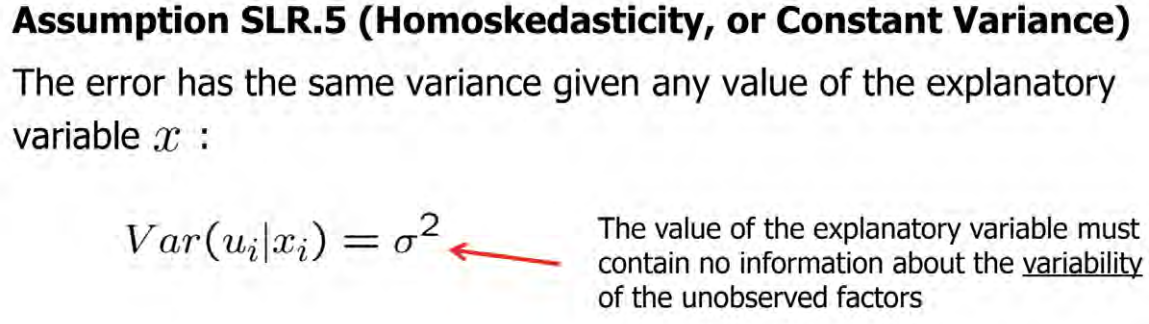 Assumption SLR.5 (Homoskedasticity, or Constant Variance)
The error has the same variance given any value of the explanatory
variable x :
Var(u_i|x_i) = σ^2
The value of the explanatory variable must
contain no information about the variability
of the unobserved factors